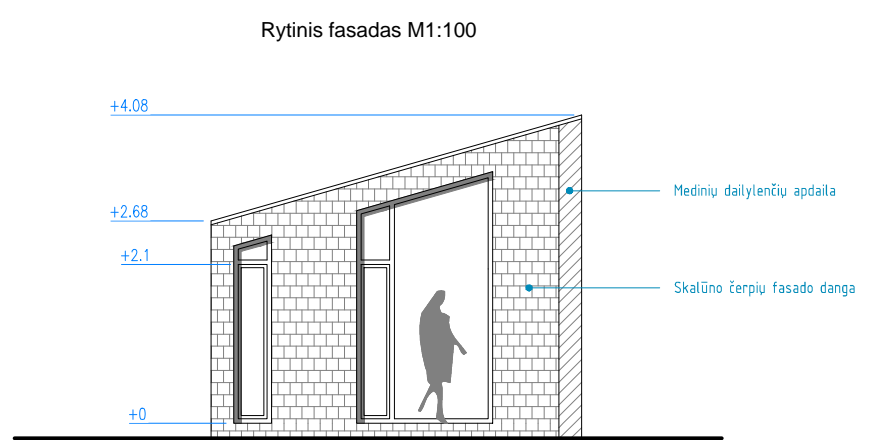 Rytinis fasadas M1:100
+4.08
Medinių dailylenčių apdaila
+2.68
+2.1
Skalūno čerpių fasado danga
+0